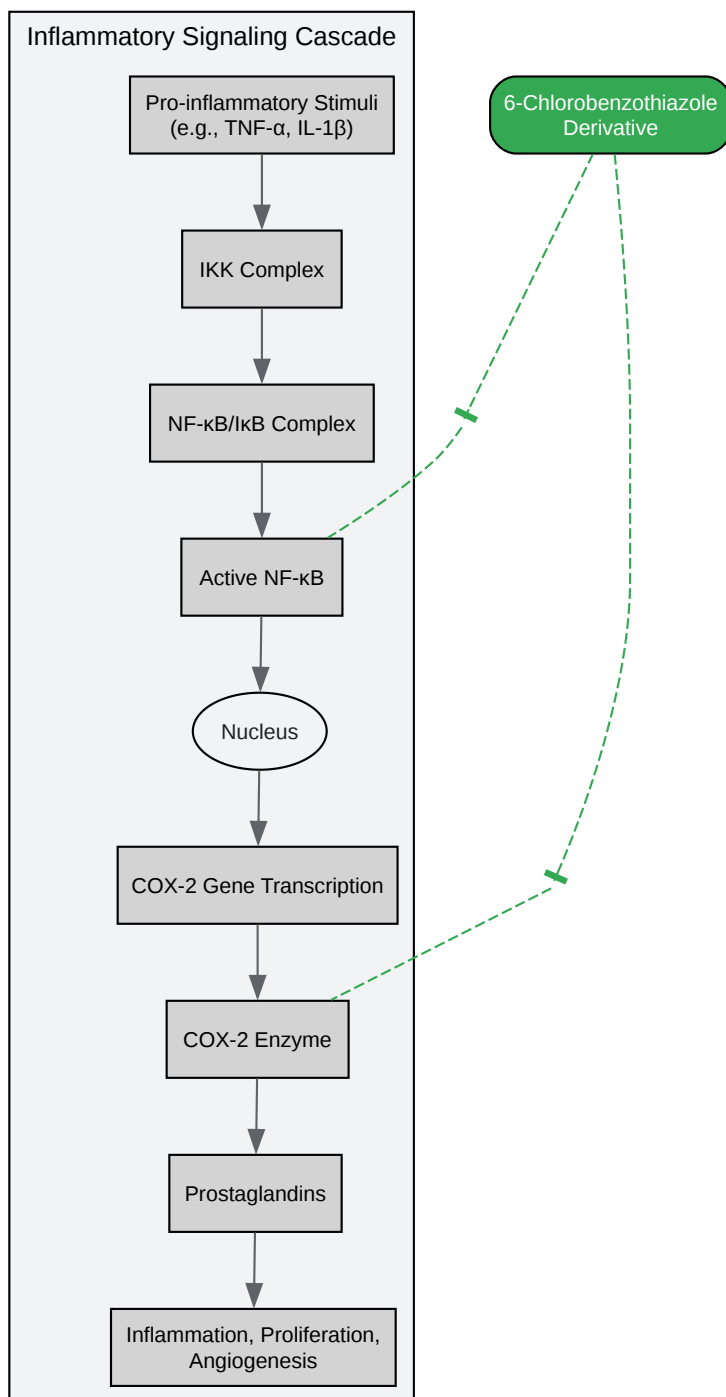 Inflammatory Signaling Cascade
Pro-inflammatory Stimuli
(e.g., TNF-α, IL-1β)
6-Chlorobenzothiazole
Derivative
IKK Complex
NF-κB/IκB Complex
Active NF-κB
Nucleus
COX-2 Gene Transcription
COX-2 Enzyme
Prostaglandins
Inflammation, Proliferation,
Angiogenesis